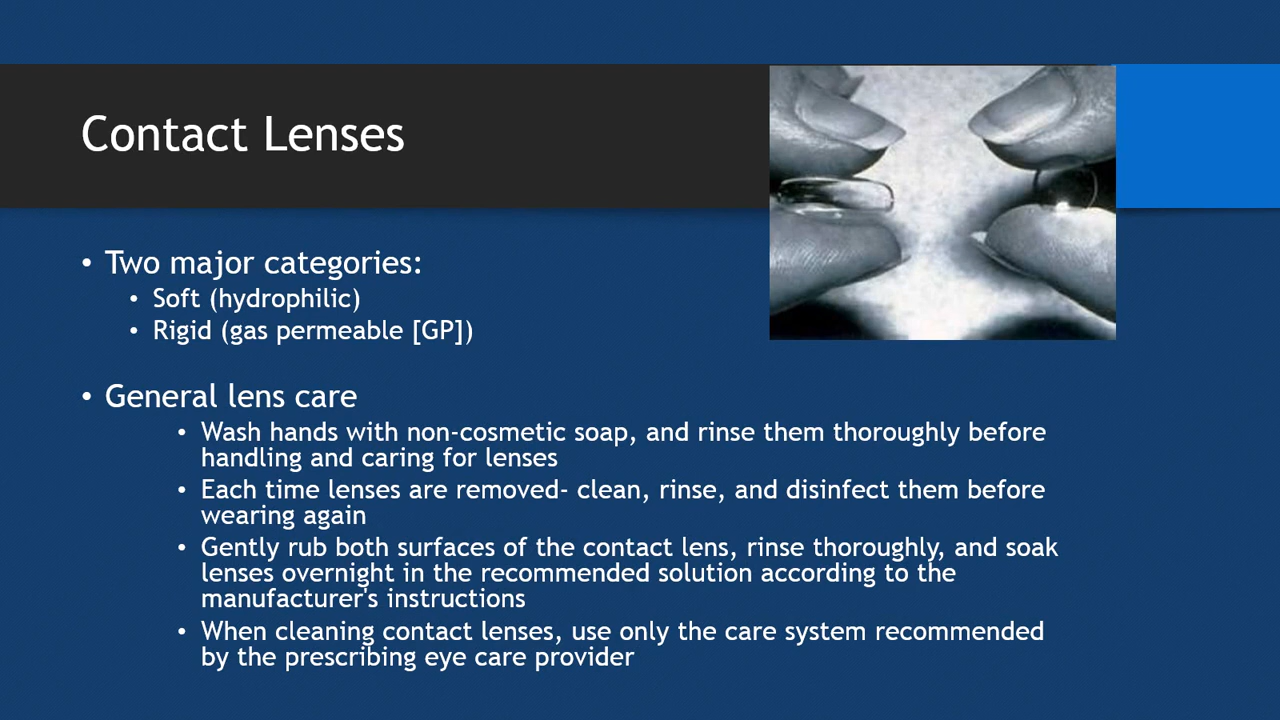 Contact Lenses
• Two major categories:
• Soft (hydrophilic)
• Rigid (gas permeable [GP])
• General lens care
• Wash hands with non-cosmetic soap, and rinse them thoroughly before
handling and caring for lenses
• Each time lenses are removed- clean, rinse, and disinfect them before
wearing again
• Gently rub both surfaces of the contact lens, rinse thoroughly, and soak
lenses overnight in the recommended solution according to the
manufacturer's instructions
• When cleaning contact lenses, use only the care system recommended
by the prescribing eye care provider